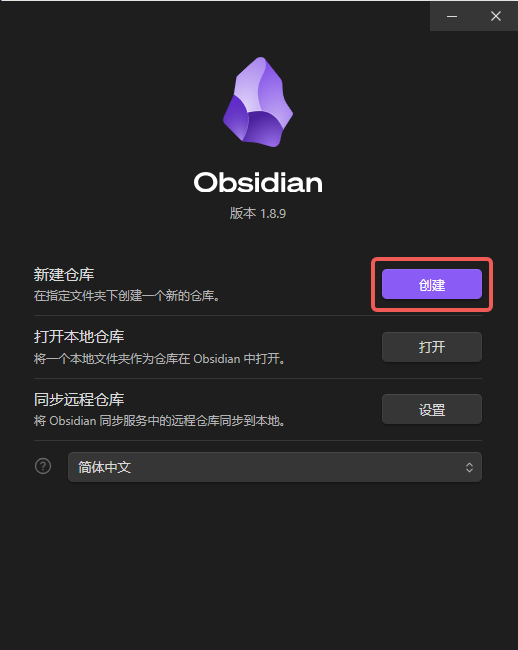 Obsidian
版本 1.8.9
新建仓库
在指定文件夹下创建一个新的仓库。
创建
打开本地仓库
将一个本地文件夹作为仓库在 Obsidian 中打开。
打开
同步远程仓库
将 Obsidian 同步服务中的远程仓库同步到本地。
设置
?
简体中文